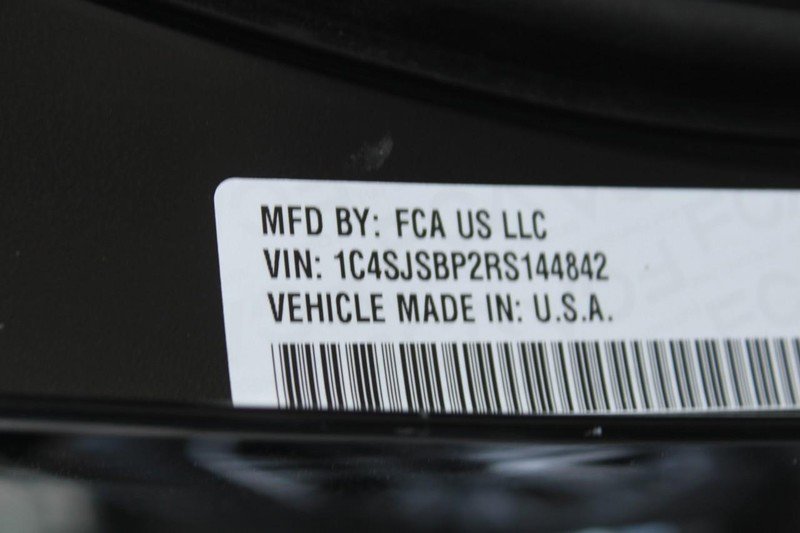 MFD BY: FCA US LLC
VIN: 1C4SJSBP2RS144842
VEHICLE MADE IN: U.S.A.